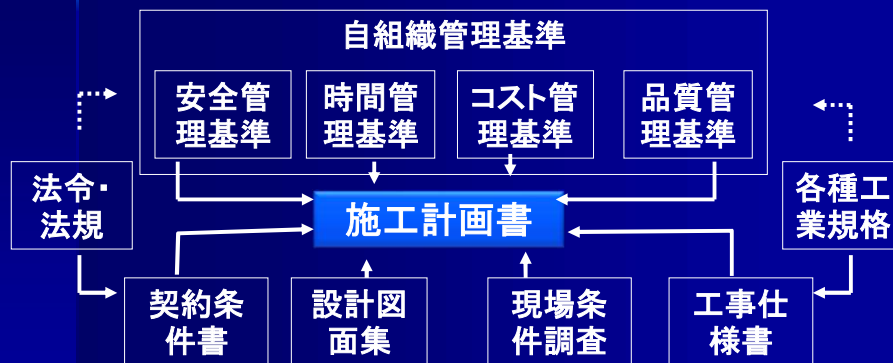 自組織管理基準
安全管
理基準
時間管
理基準
コスト管
理基準
品質管
理基準
法令・
法規
施工計画書
各種工
業規格
契約条
件書
設計図
面集
現場条
件調査
工事仕
様書